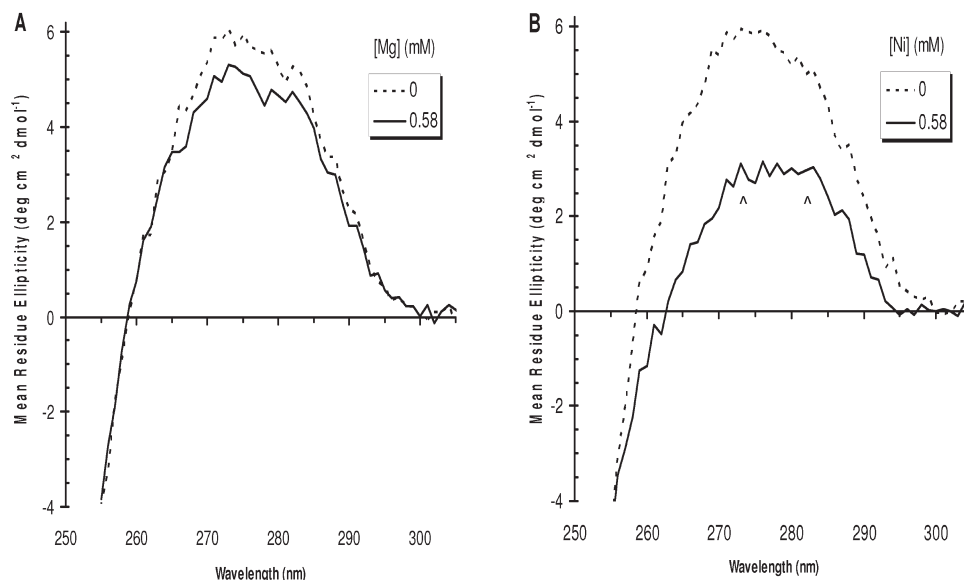 A
[Mg] (mM)
0
0.58
Mean Residue Ellipticity (deg cm 2 dmol-1)
6
4
2
0
-2
-4
250 260 270 280 290 300
Wavelength (nm)
B
[Ni] (mM)
0
0.58
^ ^
Mean Residue Ellipticity (deg cm 2 dmol-1)
6
4
2
0
-2
-4
250 260 270 280 290 300
Wavelength (nm)